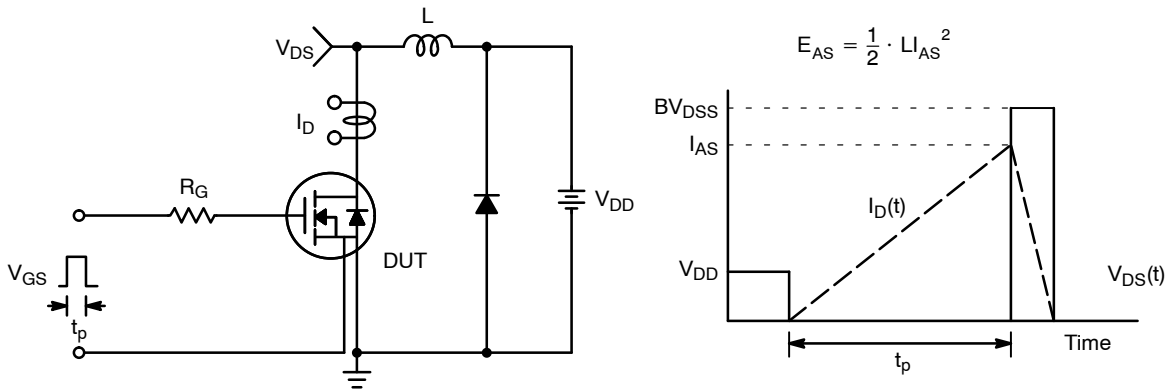 L
V_DS
I_D
R_G
V_DD
DUT
V_GS
t_p
E_AS = 1/2 · LI_AS^2
BV_DSS
I_AS
I_D(t)
V_DD
V_DS(t)
Time
t_p